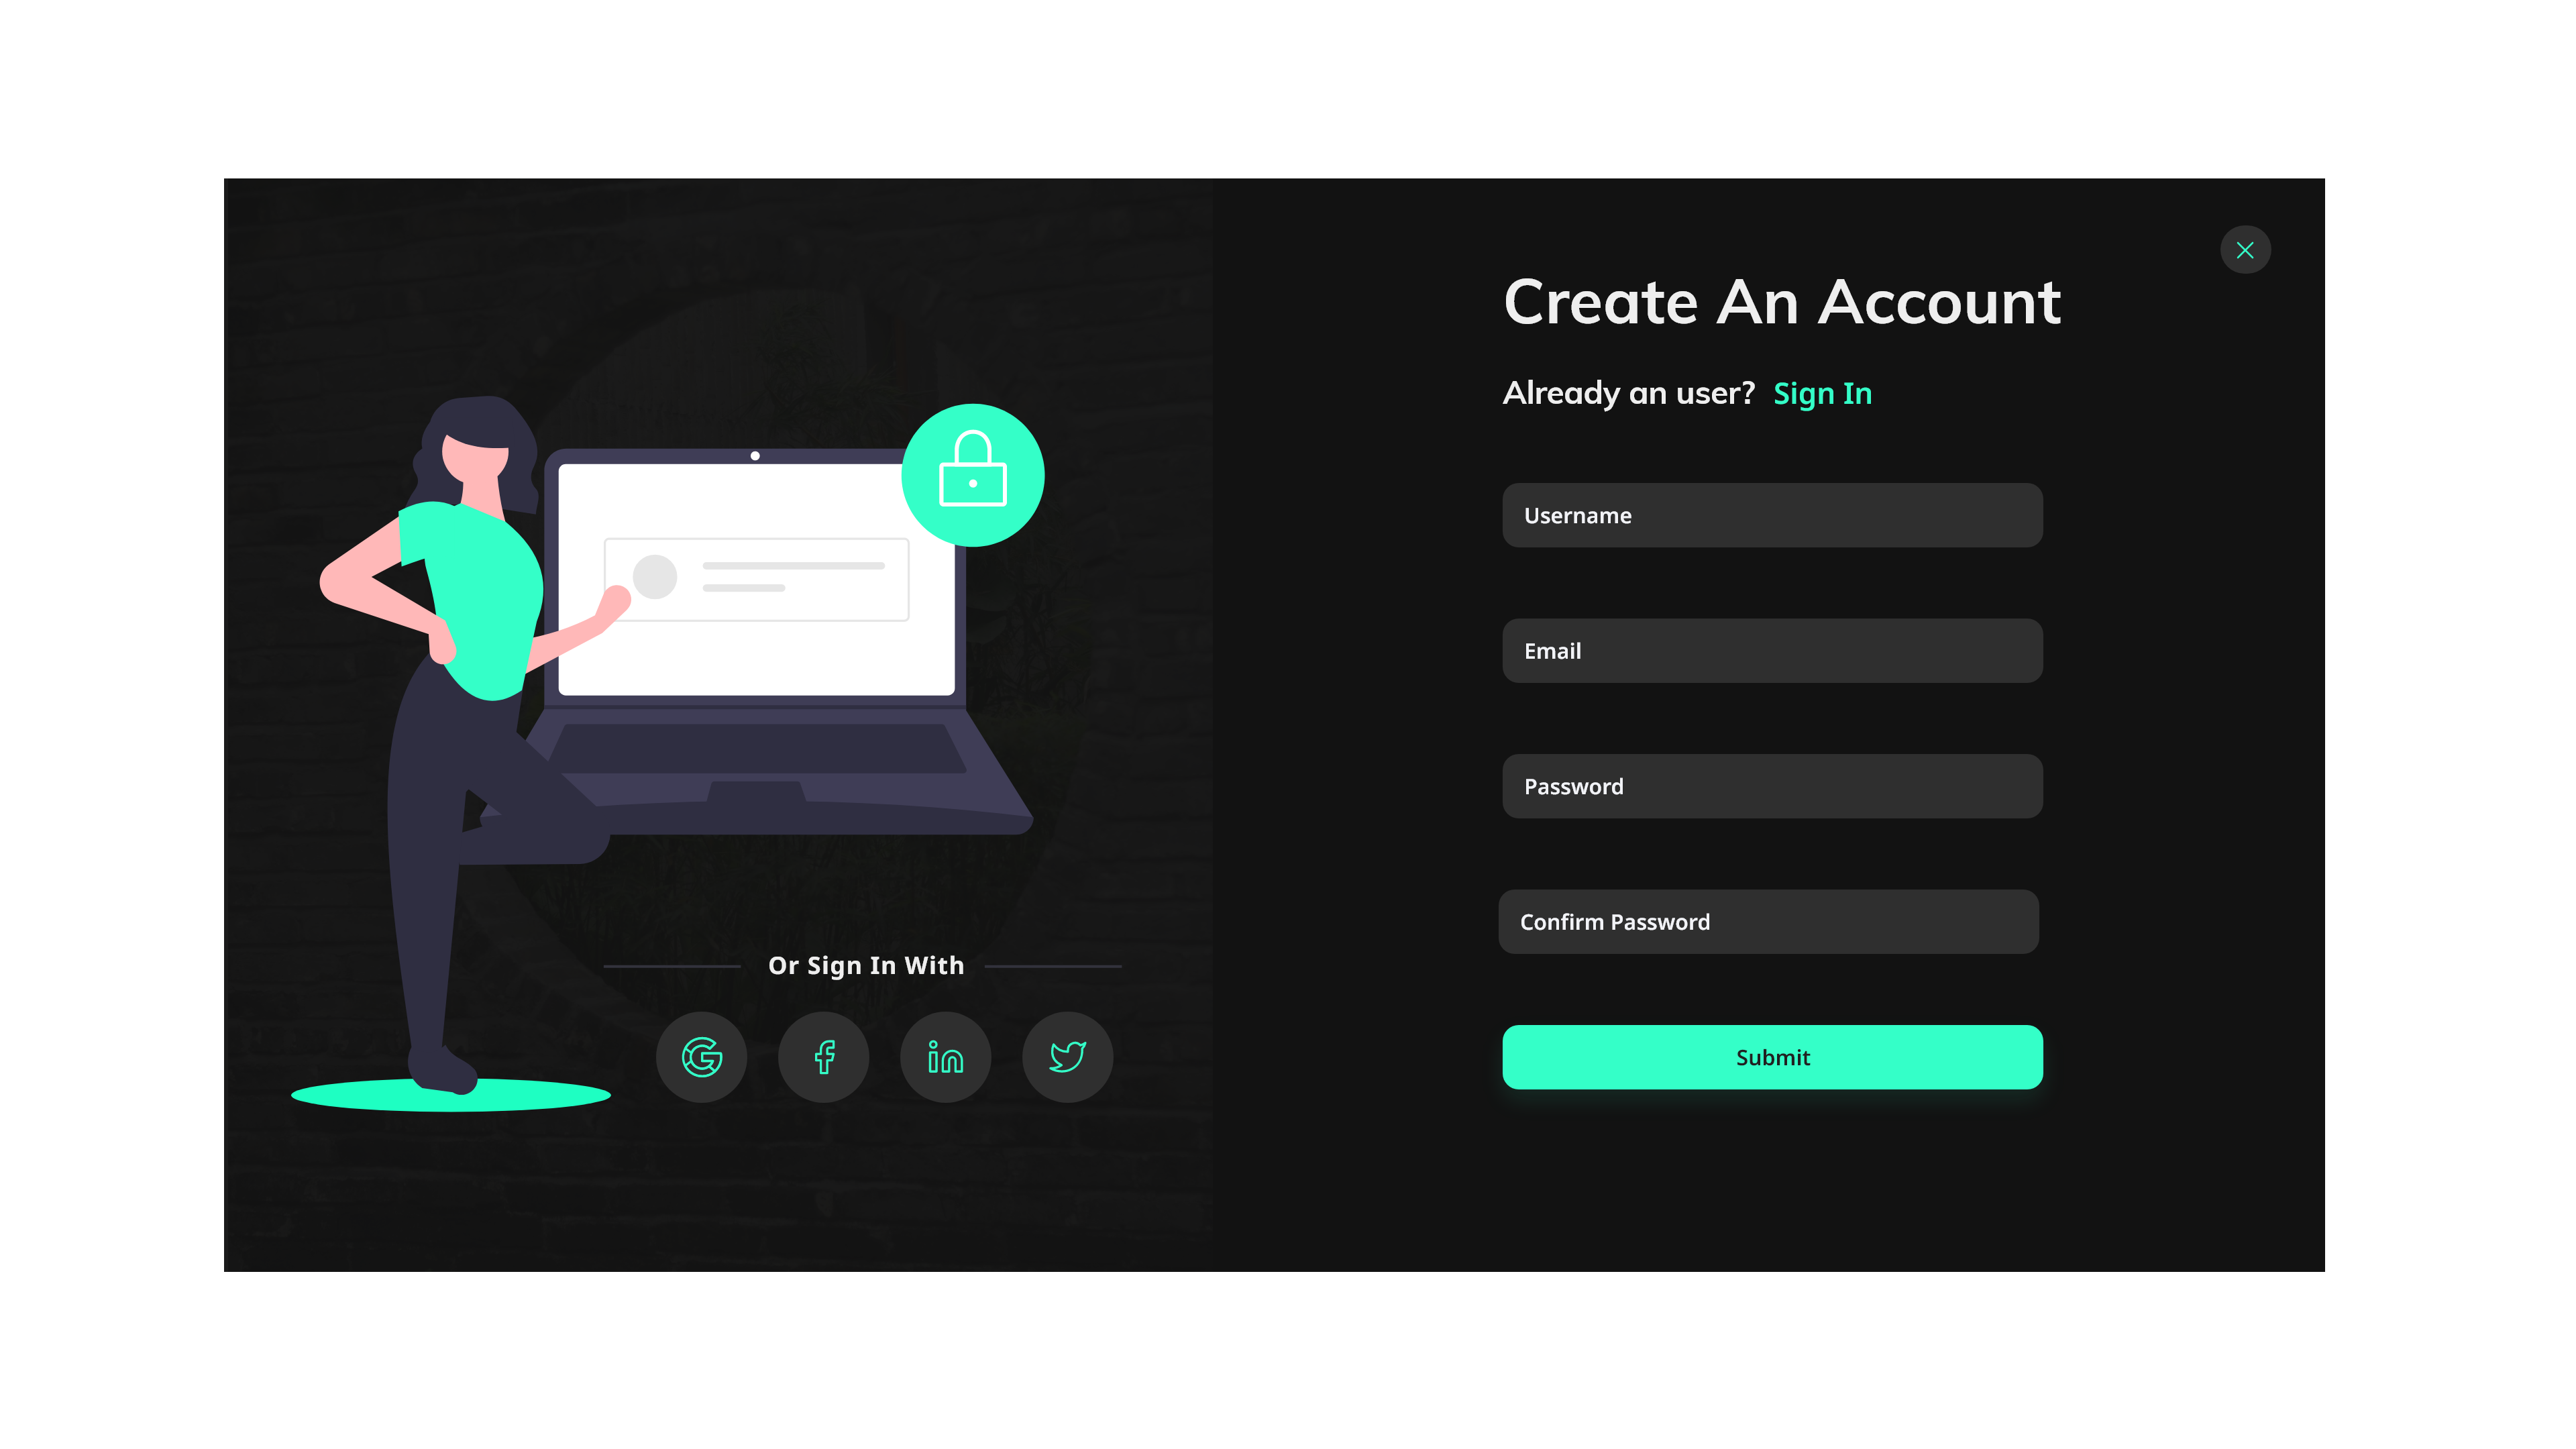 Create An Account
Already an user? Sign In
Username
Email
Password
Confirm Password
Submit
Or Sign In With